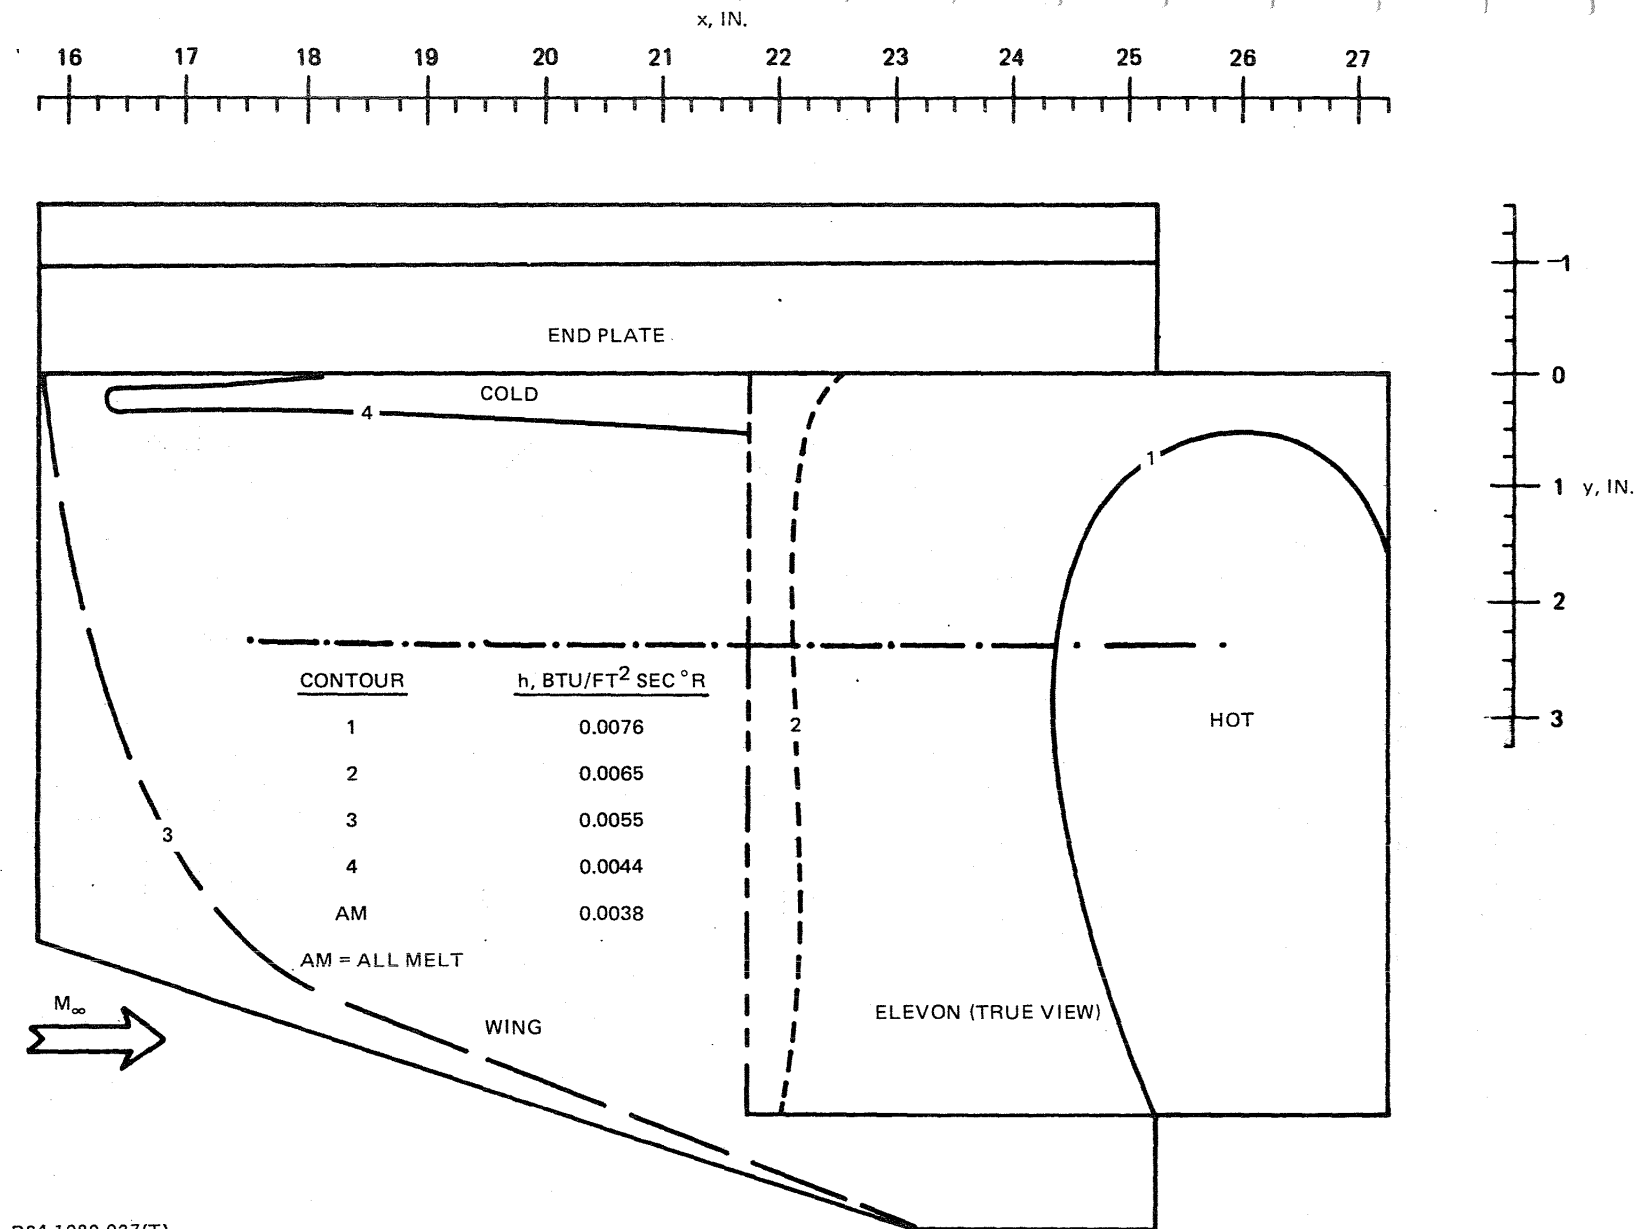 x, IN.
16 17 18 19 20 21 22 23 24 25 26 27
-1
END PLATE
0
COLD
4
1
1 y, IN.
2
CONTOUR h, BTU/FT² SEC °R
1 0.0076
2 0.0065
3 0.0055
4 0.0044
AM 0.0038
AM = ALL MELT
2
HOT
3
3
M∞
WING
ELEVON (TRUE VIEW)